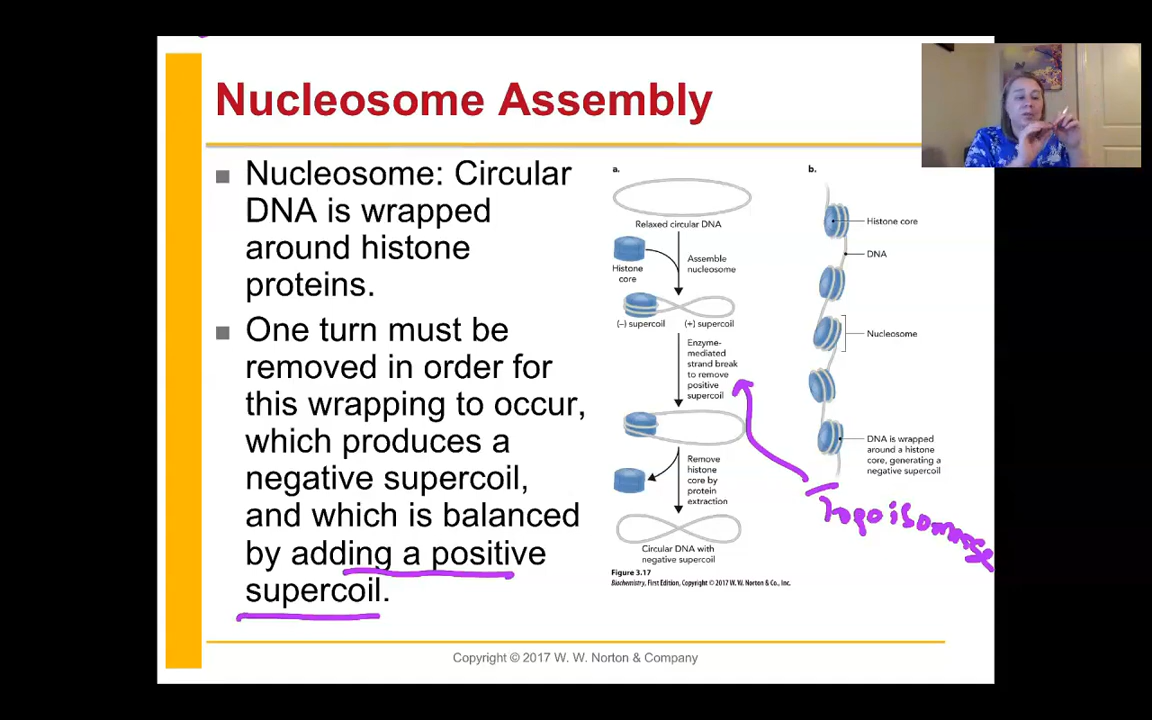 Nucleosome Assembly
■ Nucleosome: Circular
DNA is wrapped
around histone
proteins.
■ One turn must be
removed in order for
this wrapping to occur,
which produces a
negative supercoil,
and which is balanced
by adding a positive
supercoil.
a.
Relaxed circular DNA
Histone
core
Assemble
nucleosome
(–) supercoil
(+) supercoil
Enzyme-
mediated
strand break
to remove
positive
supercoil
Remove
histone
core by
protein
extraction
Circular DNA with
negative supercoil
b.
Histone core
DNA
Nucleosome
DNA is wrapped
around a histone
core, generating a
negative supercoil
Topoisomerase
Figure 3.17
Biochemistry, First Edition, Copyright © 2017 W. W. Norton & Co., Inc.
Copyright © 2017 W. W. Norton & Company